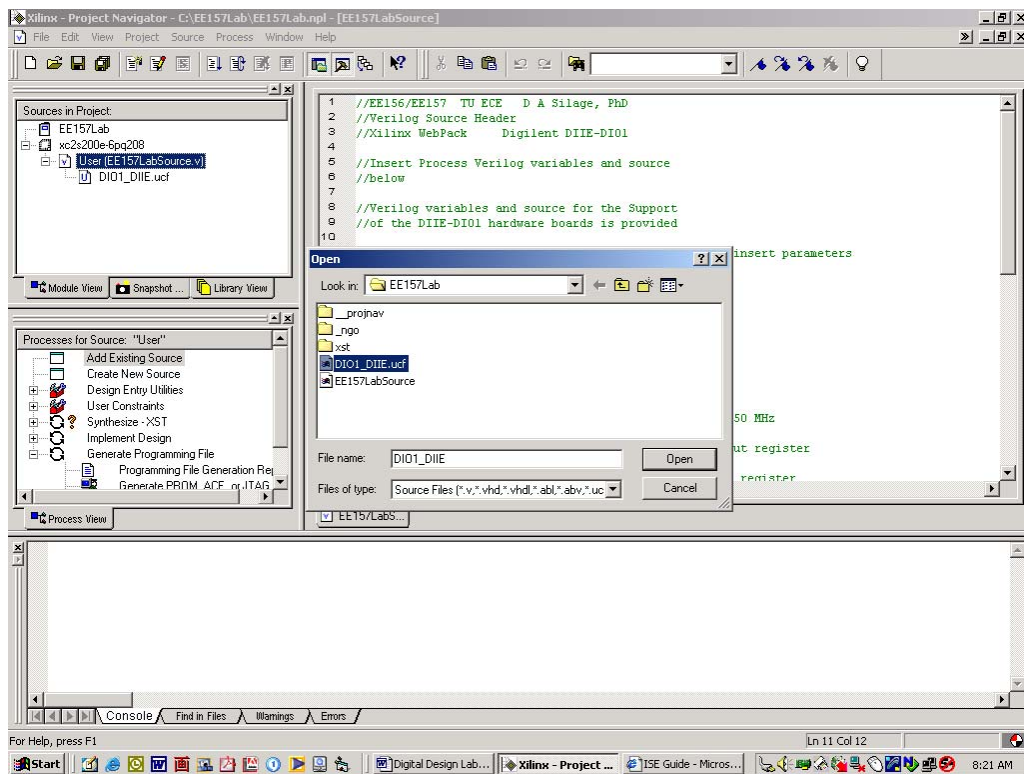 Xilinx - Project Navigator - C:\EE157Lab\EE157Lab.npl - [EE157LabSource]
File Edit View Project Source Process Window Help
Sources in Project:
EE157Lab
xc2s200e-6pq208
User (EE157LabSource.v)
DIO1_DIIE.ucf
Module View Snapshot ... Library View
Processes for Source: "User"
Add Existing Source
Create New Source
Design Entry Utilities
User Constraints
Synthesize - XST
Implement Design
Generate Programming File
Programming File Generation Re
Generate PROM, ACE, or JTAG
Process View
1 //EE156/EE157 TU ECE D A Silage, PhD
2 //Verilog Source Header
3 //Xilinx WebPack Digilent DIIE-DIO1
4
5 //Insert Process Verilog variables and source
6 //below
7
8 //Verilog variables and source for the Support
9 //of the DIIE-DIO1 hardware boards is provided
10
insert parameters
50 MHz
ut register
register
EE157LabS...
Open
Look in: EE157Lab
__projnav
_ngo
xst
DIO1_DIIE.ucf
EE157LabSource
File name: DIO1_DIIE Open
Files of type: Source Files (*.v,*.vhd,*.vhdl,*.abl,*.abv,*.uc Cancel
Console Find in Files Warnings Errors
For Help, press F1 Ln 11 Col 12
Start Digital Design Lab... Xilinx - Project ... ISE Guide - Micros... 8:21 AM